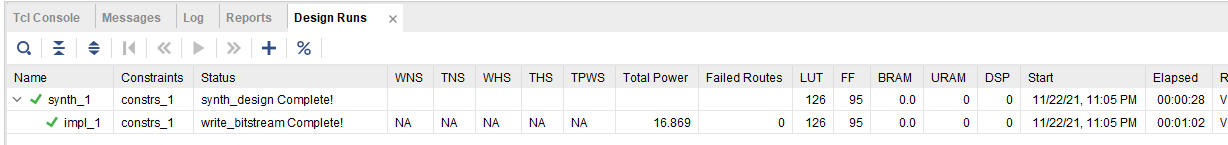 Tcl Console Messages Log Reports Design Runs
Name Constraints Status WNS TNS WHS THS TPWS Total Power Failed Routes LUT FF BRAM URAM DSP Start Elapsed R
synth_1 constrs_1 synth_design Complete! 126 95 0.0 0 0 11/22/21, 11:05 PM 00:00:28 V
impl_1 constrs_1 write_bitstream Complete! NA NA NA NA NA 16.869 0 126 95 0.0 0 0 11/22/21, 11:05 PM 00:01:02 V